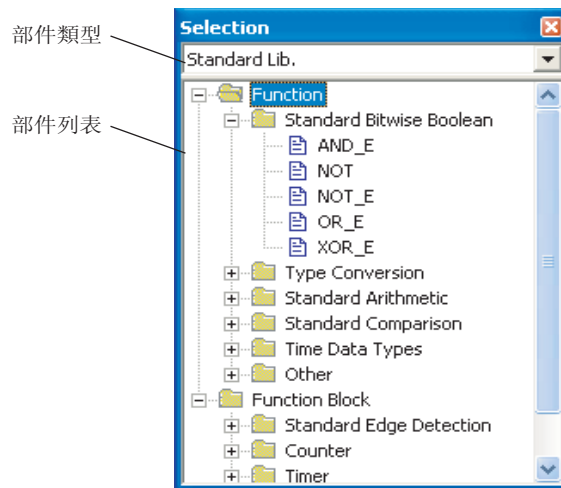 Selection
部件類型
Standard Lib.
Function
部件列表
Standard Bitwise Boolean
AND_E
NOT
NOT_E
OR_E
XOR_E
Type Conversion
Standard Arithmetic
Standard Comparison
Time Data Types
Other
Function Block
Standard Edge Detection
Counter
Timer